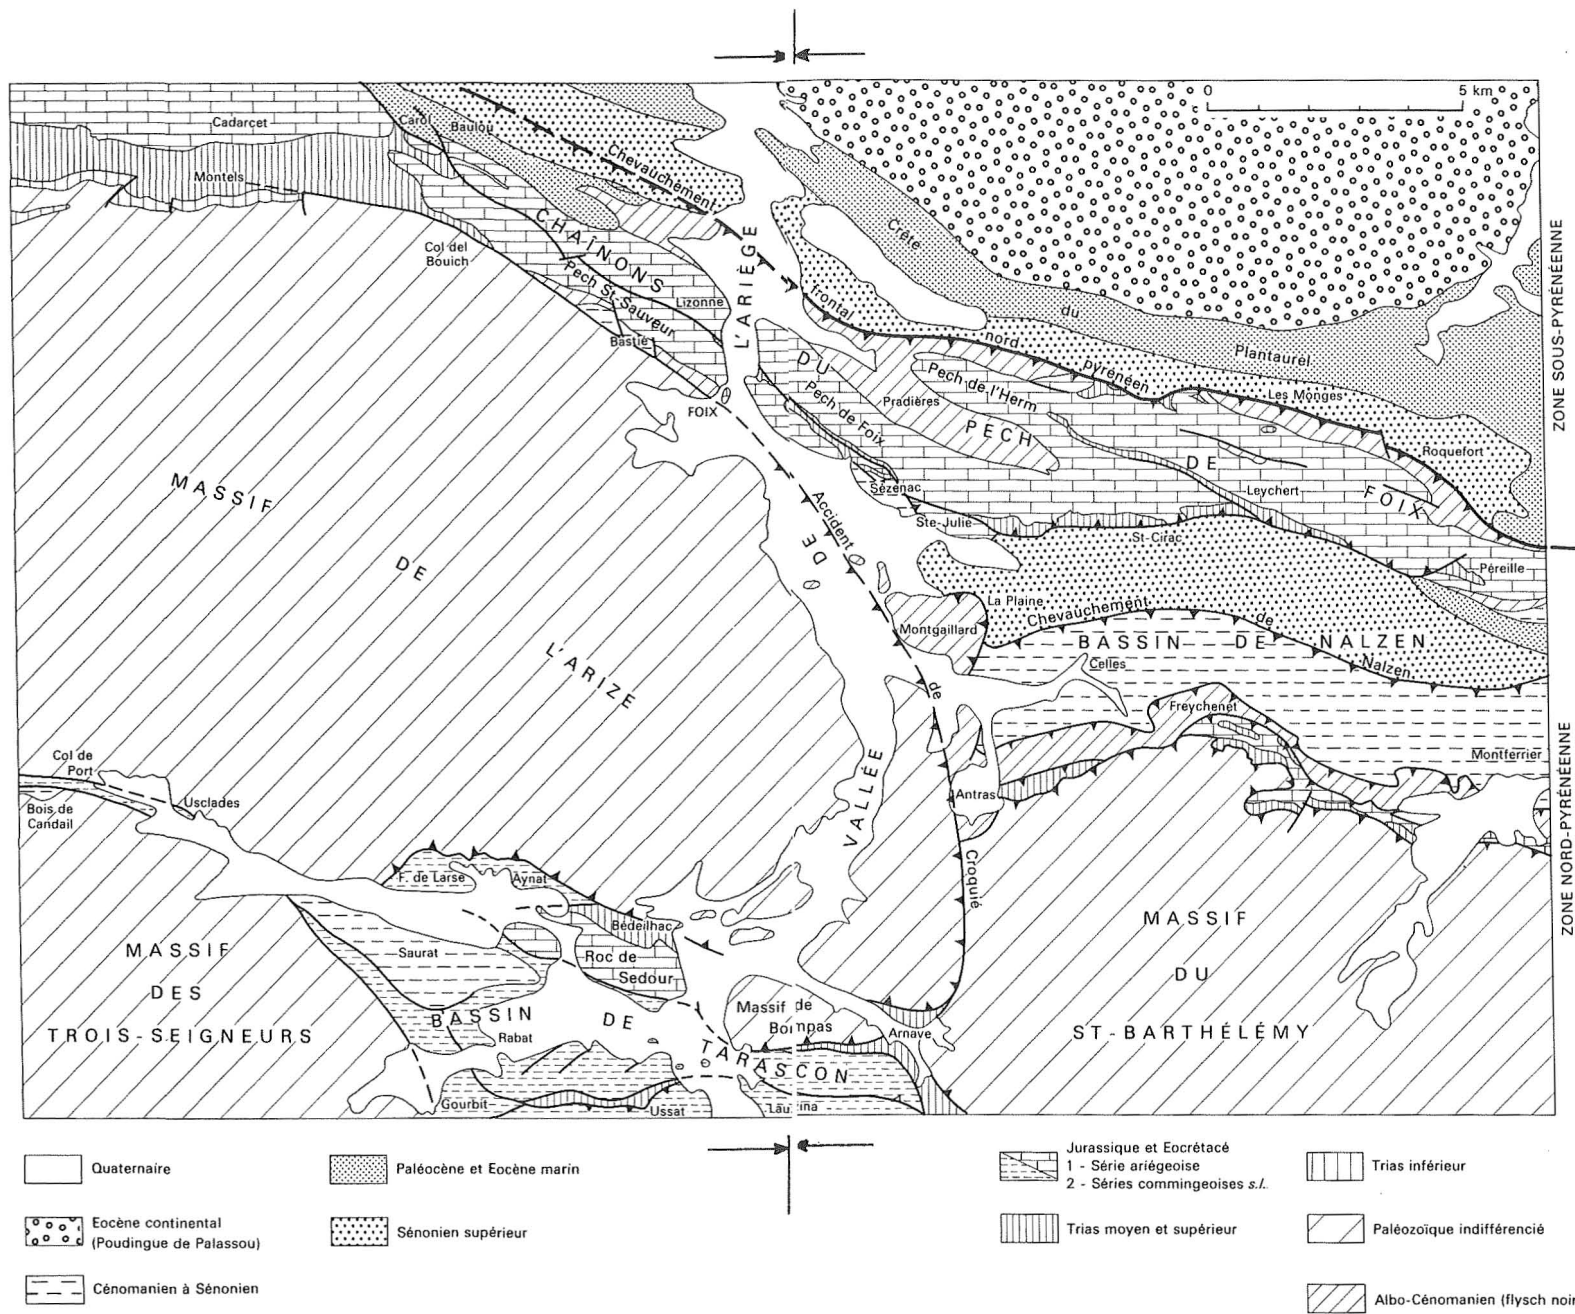 0 5 km
Cadarcet
Carol
Baulou
Montels
Chevauchement
frontal
nord
pyrénéen
CHAÎNONS
DU
PECH
DE
FOIX
Crête
du
Plantaurel
ZONE SOUS-PYRÉNÉENNE
Col del
Bouich
Pech St-Sauveur
Lizonne
Bastié
L'ARIÈGE
FOIX
Pech de Foix
Pradières
Pech de l'Herm
Les Monges
Roquefort
Leychert
Sézenac
Ste-Julie
St-Cirac
Péreille
MASSIF
DE
L'ARIZE
Accident
de
Croquié
VALLÉE
DE
La Plaine
Chevauchement
de
Nalzen
Montgaillard
BASSIN DE NALZEN
Celles
Freychenet
Montferrier
ZONE NORD-PYRÉNÉENNE
Col de
Port
Bois de
Candail
Usclades
Antras
F. de Larse
Aynat
Bédeilhac
Roc de
Sedour
Saurat
MASSIF
DES
TROIS-SEIGNEURS
MASSIF
DU
ST-BARTHÉLÉMY
BASSIN
DE
TARASCON
Rabat
Massif de
Bompas
Arnave
Gourbit
Ussat
Quaternaire
Eocène continental
(Poudingue de Palassou)
Cénomanien à Sénonien
Paléocène et Eocène marin
Sénonien supérieur
Jurassique et Eocrétacé
1 - Série ariégeoise
2 - Séries commingeoises s.l.
Trias moyen et supérieur
Trias inférieur
Paléozoïque indifférencié
Albo-Cénomanien (flysch noir